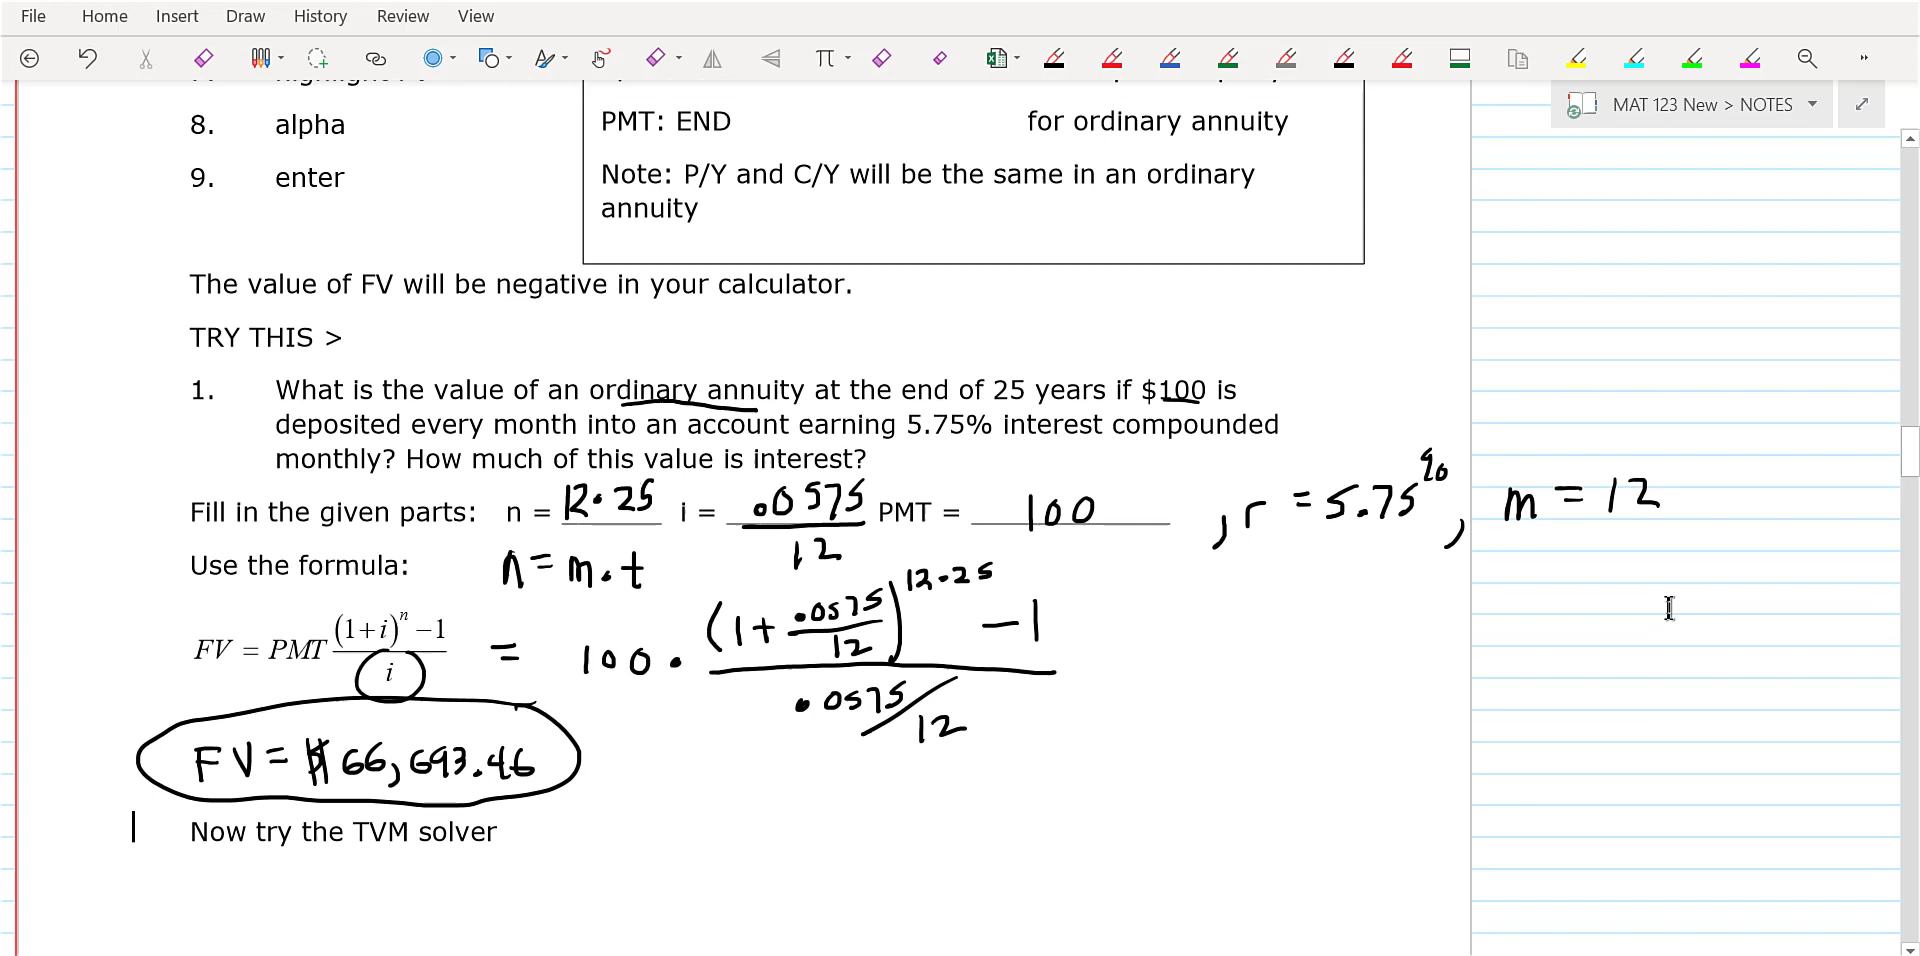 File Home Insert Draw History Review View
MAT 123 New > NOTES
8. alpha
PMT: END for ordinary annuity
9. enter
Note: P/Y and C/Y will be the same in an ordinary
annuity
The value of FV will be negative in your calculator.
TRY THIS >
1. What is the value of an ordinary annuity at the end of 25 years if $100 is
deposited every month into an account earning 5.75% interest compounded
monthly? How much of this value is interest?
Fill in the given parts: n = 12·25 i = .0575/12 PMT = 100 , r = 5.75%, m = 12
Use the formula: n = m·t
FV = PMT ((1+i)^n − 1)/i = 100 · ((1 + .0575/12)^12·25 − 1)/(.0575/12)
FV = $66,693.46
Now try the TVM solver